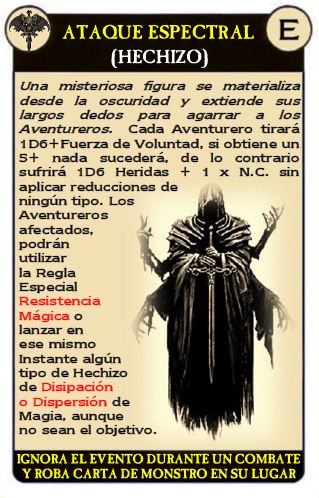 ATAQUE ESPECTRAL
E
(HECHIZO)
Una misteriosa figura se materializa
desde la oscuridad y extiende sus
largos dedos para agarrar a los
Aventureros. Cada Aventurero tirará
1D6+Fuerza de Voluntad, si obtiene un
5+ nada sucederá, de lo contrario
sufrirá 1D6 Heridas + 1 x N.C. sin
aplicar reducciones de
ningún tipo. Los
Aventureros
afectados,
podrán
utilizar
la Regla
Especial
Resistencia
Mágica o
lanzar en
ese mismo
Instante algún
tipo de Hechizo
de Disipación
o Dispersión de
Magia, aunque
no sean el objetivo.
IGNORA EL EVENTO DURANTE UN COMBATE
Y ROBA CARTA DE MONSTRO EN SU LUGAR